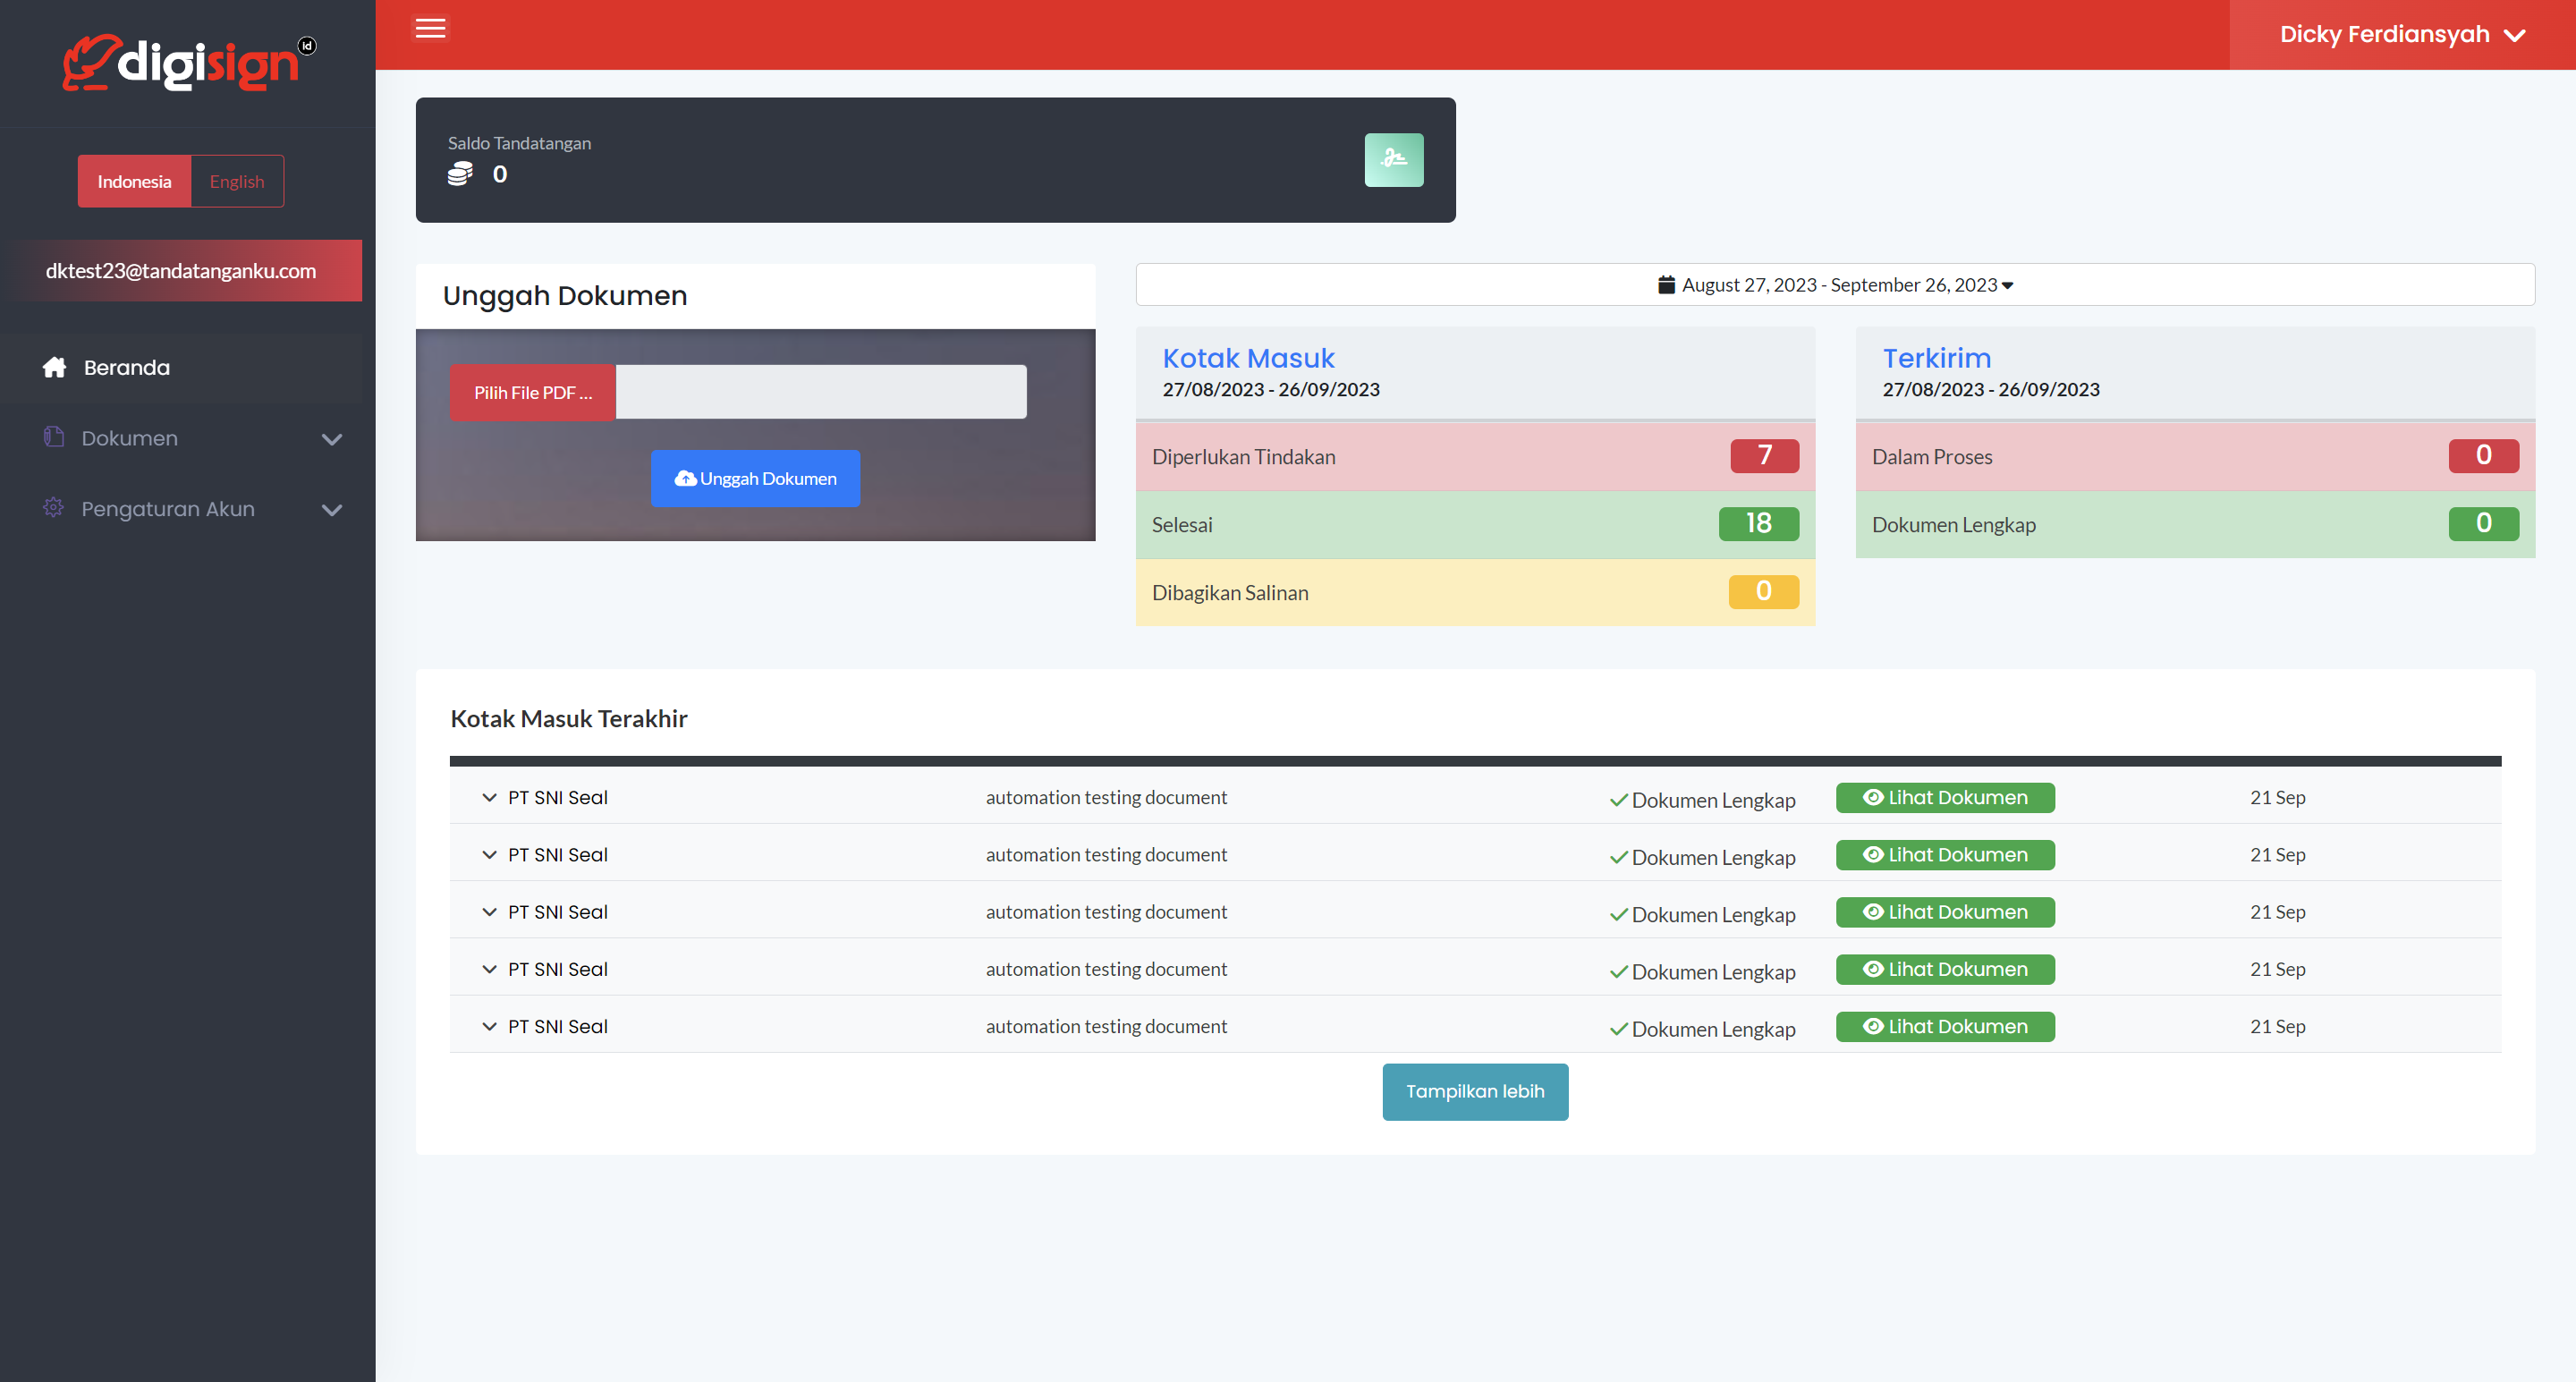 digisign id
Indonesia English
dktest23@tandatanganku.com
Beranda
Dokumen
Pengaturan Akun
Dicky Ferdiansyah
Saldo Tandatangan
0
Unggah Dokumen
Pilih File PDF ...
Unggah Dokumen
August 27, 2023 - September 26, 2023
Kotak Masuk
27/08/2023 - 26/09/2023
Diperlukan Tindakan 7
Selesai 18
Dibagikan Salinan 0
Terkirim
27/08/2023 - 26/09/2023
Dalam Proses 0
Dokumen Lengkap 0
Kotak Masuk Terakhir
PT SNI Seal automation testing document Dokumen Lengkap Lihat Dokumen 21 Sep
PT SNI Seal automation testing document Dokumen Lengkap Lihat Dokumen 21 Sep
PT SNI Seal automation testing document Dokumen Lengkap Lihat Dokumen 21 Sep
PT SNI Seal automation testing document Dokumen Lengkap Lihat Dokumen 21 Sep
PT SNI Seal automation testing document Dokumen Lengkap Lihat Dokumen 21 Sep
Tampilkan lebih